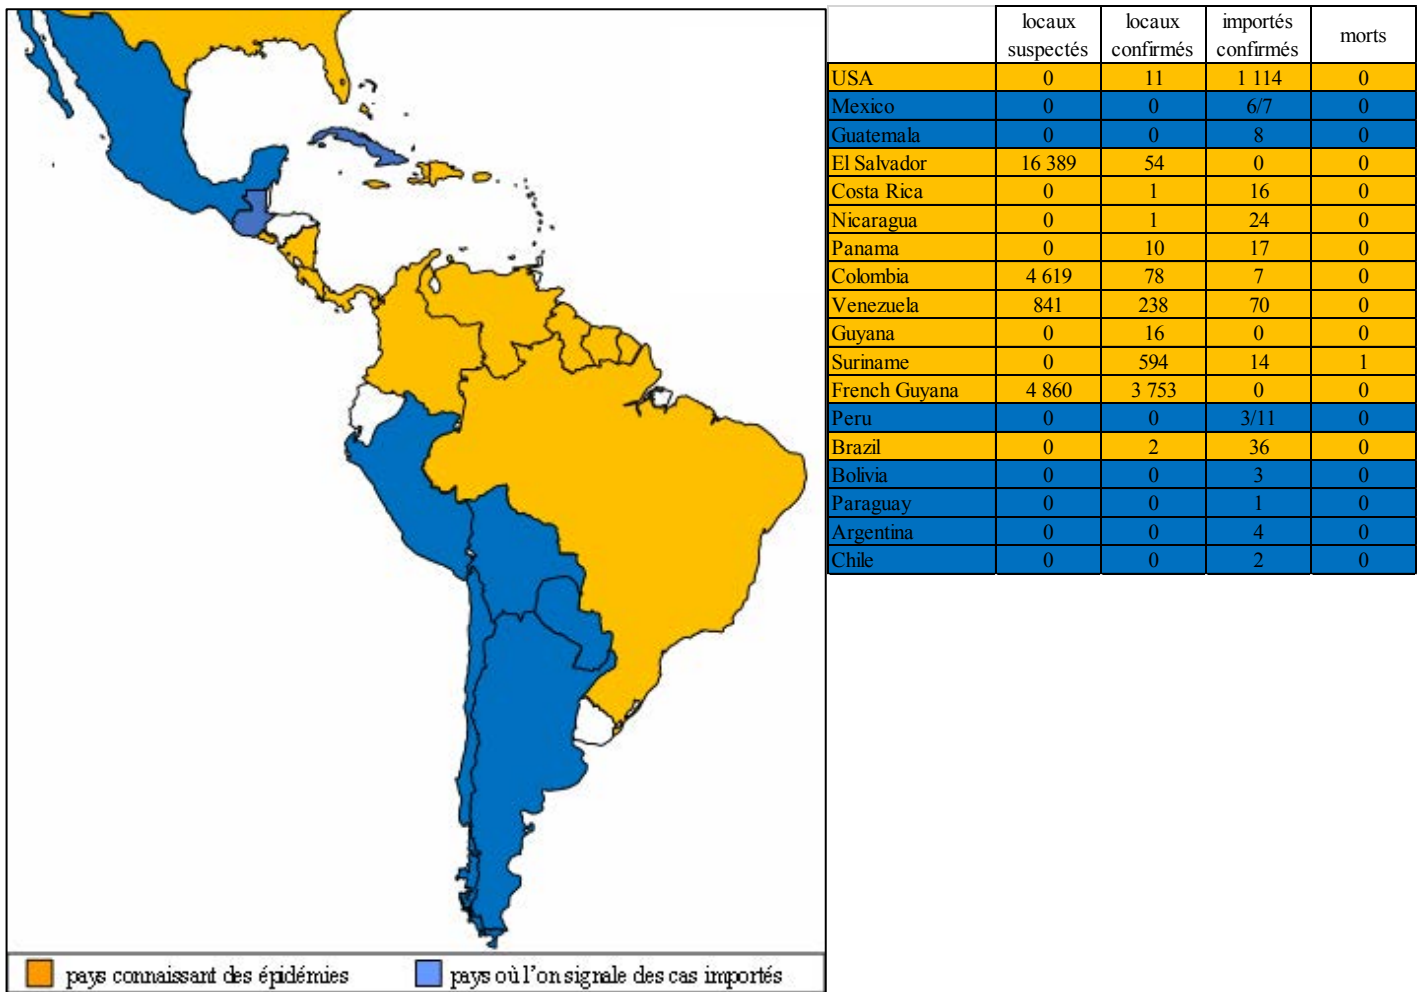 locaux suspectés locaux confirmés importés confirmés morts
USA 0 11 1 114 0
Mexico 0 0 6/7 0
Guatemala 0 0 8 0
El Salvador 16 389 54 0 0
Costa Rica 0 1 16 0
Nicaragua 0 1 24 0
Panama 0 10 17 0
Colombia 4 619 78 7 0
Venezuela 841 238 70 0
Guyana 0 16 0 0
Suriname 0 594 14 1
French Guyana 4 860 3 753 0 0
Peru 0 0 3/11 0
Brazil 0 2 36 0
Bolivia 0 0 3 0
Paraguay 0 0 1 0
Argentina 0 0 4 0
Chile 0 0 2 0
pays connaissant des épidémies pays où l'on signale des cas importés